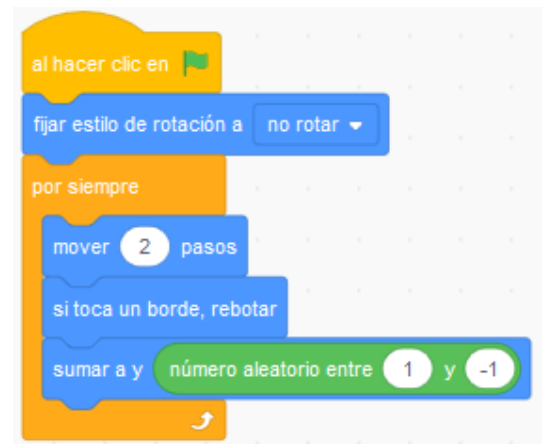 al hacer clic en
fijar estilo de rotación a no rotar
por siempre
mover 2 pasos
si toca un borde, rebotar
sumar a y número aleatorio entre 1 y -1